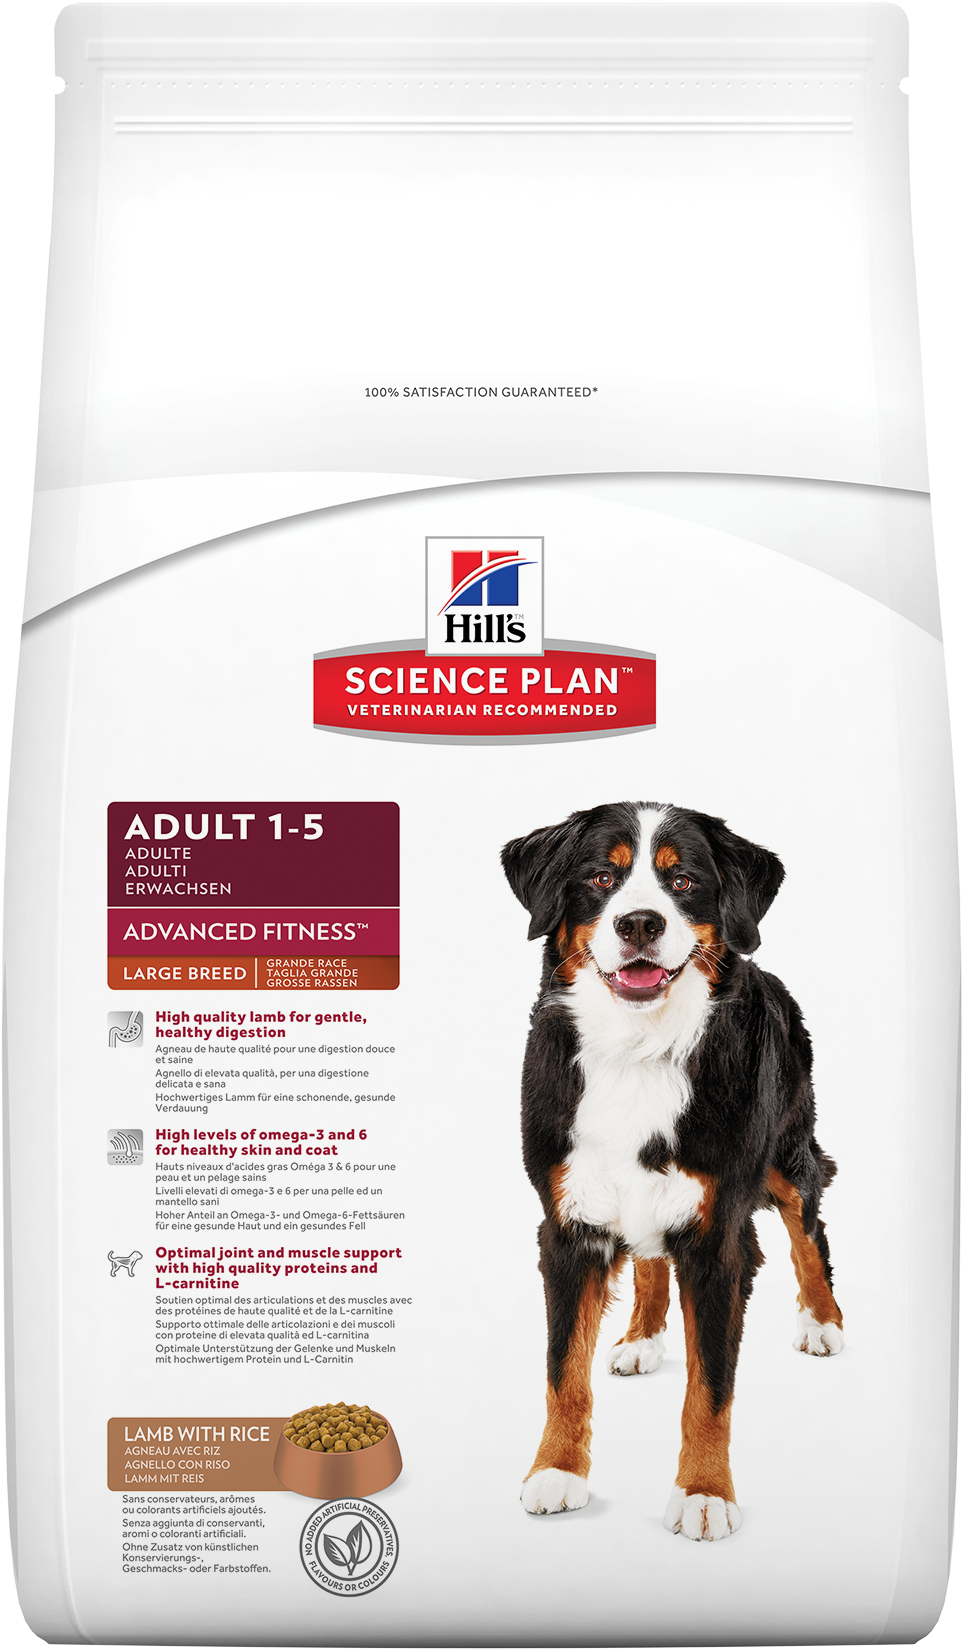 100% SATISFACTION GUARANTEED*
Hill's™
SCIENCE PLAN™
VETERINARIAN RECOMMENDED
ADULT 1-5
ADULTE
ADULTI
ERWACHSEN
ADVANCED FITNESS™
LARGE BREED
GRANDE RACE
TAGLIA GRANDE
GROSSE RASSEN
High quality lamb for gentle,
healthy digestion
Agneau de haute qualité pour une digestion douce
et saine
Agnello di elevata qualità, per una digestione
delicata e sana
Hochwertiges Lamm für eine schonende, gesunde
Verdauung
High levels of omega-3 and 6
for healthy skin and coat
Hauts niveaux d'acides gras Oméga 3 & 6 pour une
peau et un pelage sains
Livelli elevati di omega-3 e 6 per una pelle ed un
mantello sani
Hoher Anteil an Omega-3- und Omega-6-Fettsäuren
für eine gesunde Haut und ein gesundes Fell
Optimal joint and muscle support
with high quality proteins and
L-carnitine
Soutien optimal des articulations et des muscles avec
des protéines de haute qualité et de la L-carnitine
Supporto ottimale delle articolazioni e dei muscoli
con proteine di elevata qualità ed L-carnitina
Optimale Unterstützung der Gelenke und Muskeln
mit hochwertigem Protein und L-Carnitin
LAMB WITH RICE
AGNEAU AVEC RIZ
AGNELLO CON RISO
LAMM MIT REIS
Sans conservateurs, arômes
ou colorants artificiels ajoutés.
Senza aggiunta di conservanti,
aromi o coloranti artificiali.
Ohne Zusatz von künstlichen
Konservierungs-,
Geschmacks- oder Farbstoffen.
NO ADDED ARTIFICIAL PRESERVATIVES,
FLAVOURS OR COLOURS